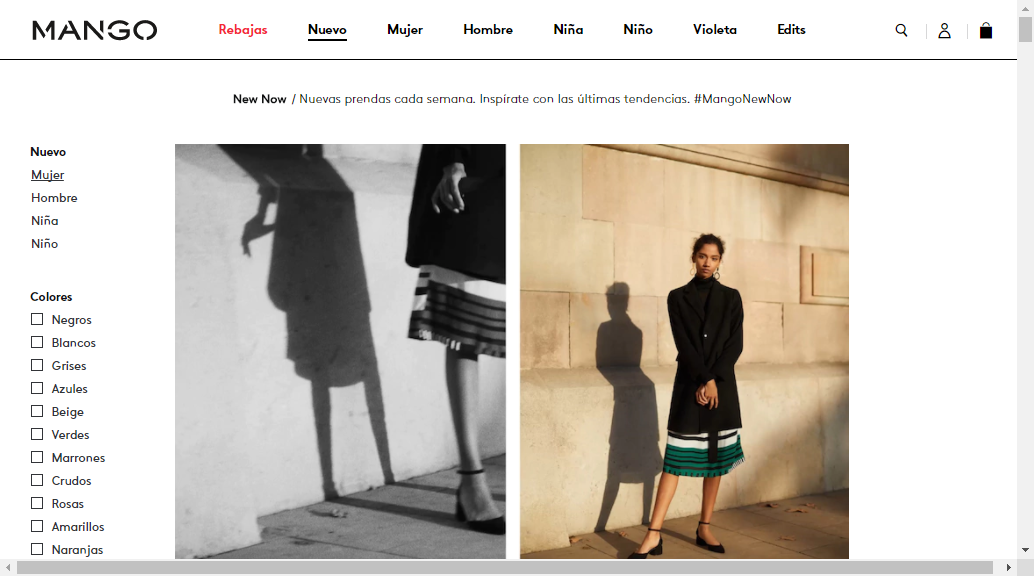 MANGO
Rebajas Nuevo Mujer Hombre Niña Niño Violeta Edits
New Now / Nuevas prendas cada semana. Inspírate con las últimas tendencias. #MangoNewNow
Nuevo
Mujer
Hombre
Niña
Niño
Colores
Negros
Blancos
Grises
Azules
Beige
Verdes
Marrones
Crudos
Rosas
Amarillos
Naranjas